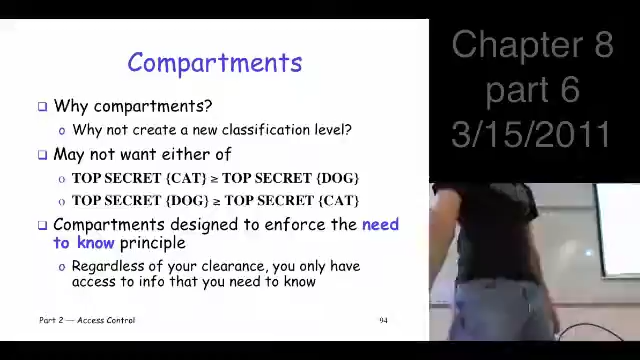 Compartments
Why compartments?
Why not create a new classification level?
May not want either of
TOP SECRET {CAT} ≥ TOP SECRET {DOG}
TOP SECRET {DOG} ≥ TOP SECRET {CAT}
Compartments designed to enforce the need
to know principle
Regardless of your clearance, you only have
access to info that you need to know
Part 2 — Access Control
94
Chapter 8
part 6
3/15/2011